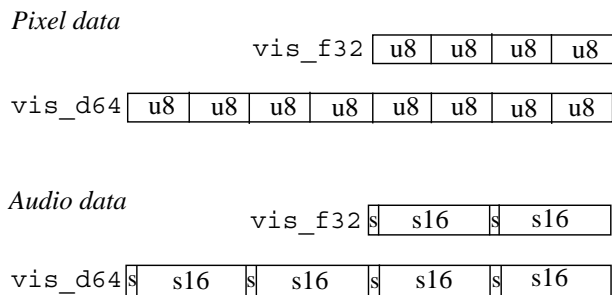 Pixel data
vis_f32 u8 u8 u8 u8
vis_d64 u8 u8 u8 u8 u8 u8 u8 u8
Audio data
vis_f32 s s16 s s16
vis_d64 s s16 s s16 s s16 s s16